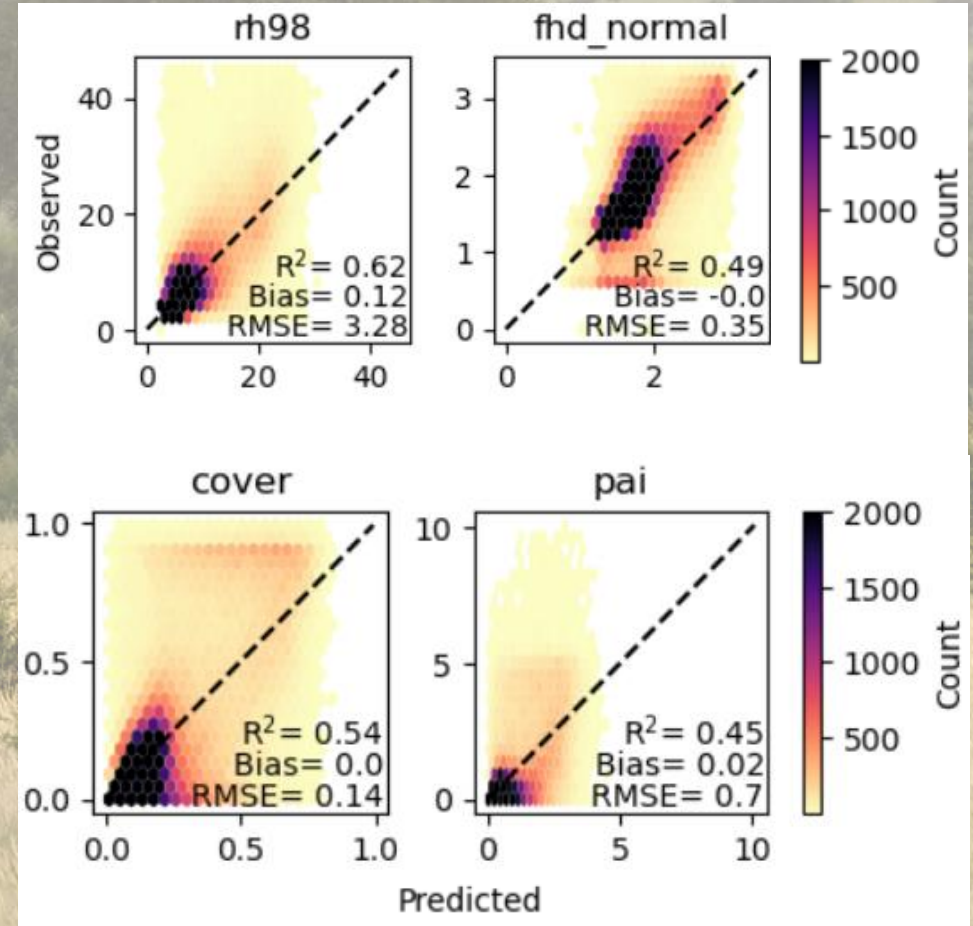 rh98
fhd_normal
Observed
40
20
0
0
20
40
R²= 0.62
Bias= 0.12
RMSE= 3.28
3
2
1
0
0
2
R²= 0.49
Bias= -0.0
RMSE= 0.35
2000
1500
1000
500
Count
cover
pai
1.0
0.5
0.0
0.0
0.5
1.0
R²= 0.54
Bias= 0.0
RMSE= 0.14
10
5
0
0
5
10
R²= 0.45
Bias= 0.02
RMSE= 0.7
2000
1500
1000
500
Count
Predicted